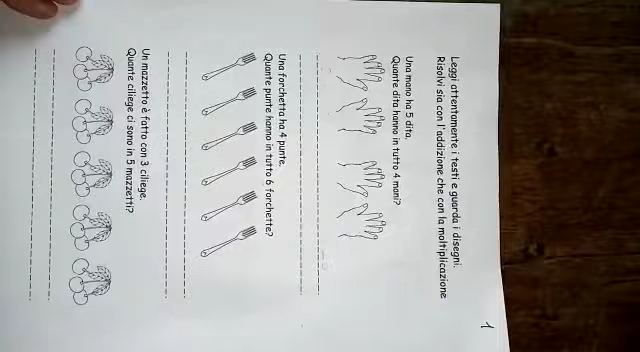 1
Leggi attentamente i testi e guarda i disegni.
Risolvi sia con l'addizione che con la moltiplicazione
Una mano ha 5 dita.
Quante dita hanno in tutto 4 mani?
Una forchetta ha 4 punte.
Quante punte hanno in tutto 6 forchette?
Un mazzetto è fatto con 3 ciliege.
Quante ciliege ci sono in 5 mazzetti?